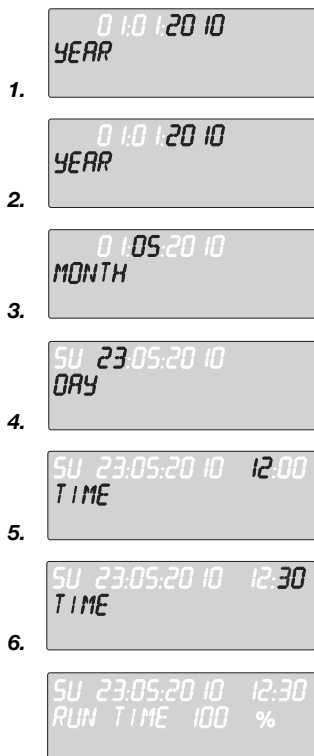 01:01:2010
YEAR
1.
01:01:2010
YEAR
2.
01:05:2010
MONTH
3.
SU 23:05:2010
DAY
4.
SU 23:05:2010 12:00
TIME
5.
SU 23:05:2010 12:30
TIME
6.
SU 23:05:2010 12:30
RUN TIME 100 %